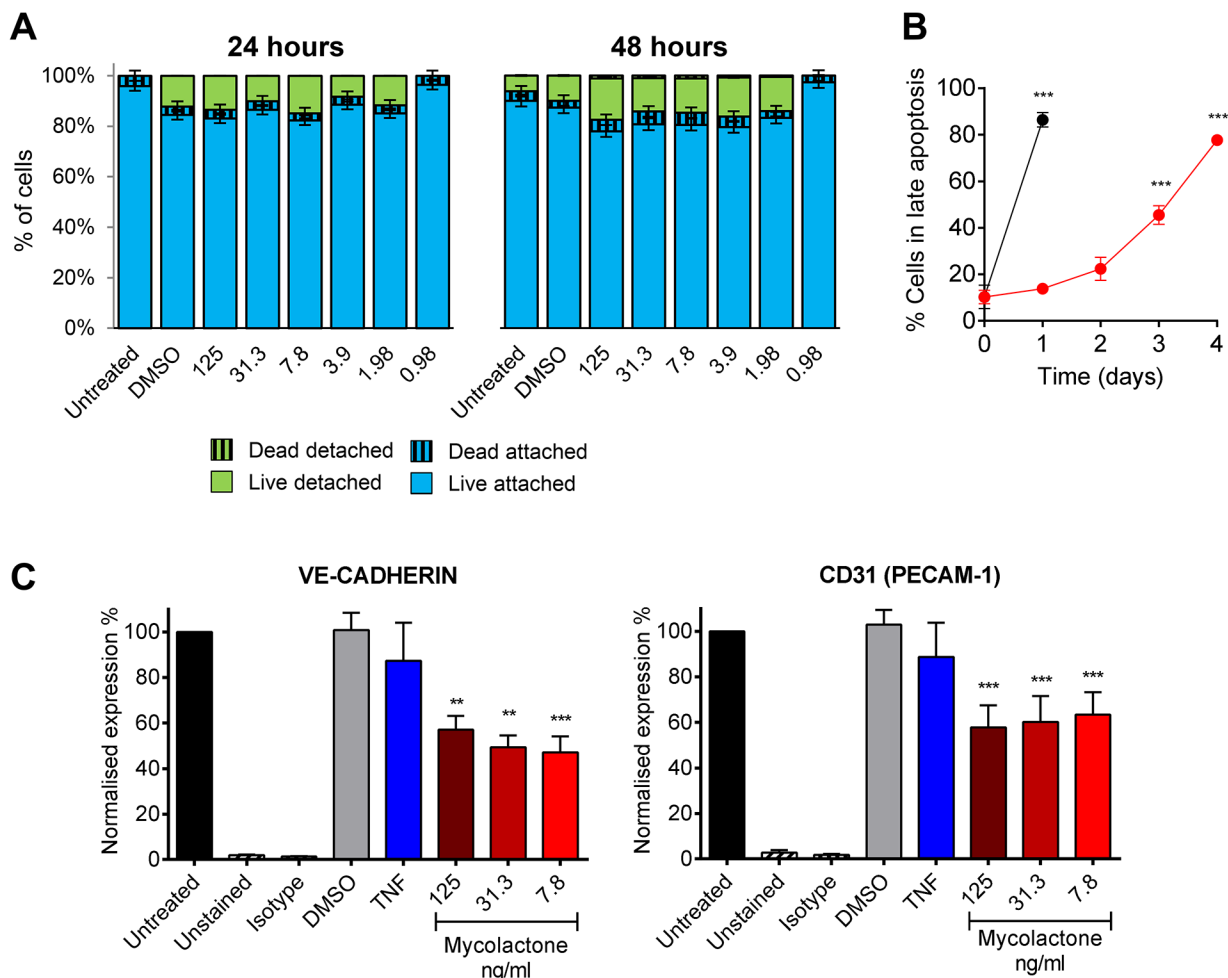 A
24 hours
48 hours
% of cells
100%
80%
60%
40%
20%
0%
Untreated
DMSO
125
31.3
7.8
3.9
1.98
0.98
Untreated
DMSO
125
31.3
7.8
3.9
1.98
0.98
Dead detached
Dead attached
Live detached
Live attached
B
% Cells in late apoptosis
100
80
60
40
20
0
***
***
***
0
1
2
3
4
Time (days)
C
VE-CADHERIN
Normalised expression %
100
80
60
40
20
0
**
**
***
Untreated
Unstained
Isotype
DMSO
TNF
125
31.3
7.8
Mycolactone
ng/ml
CD31 (PECAM-1)
Normalised expression %
100
80
60
40
20
0
***
***
***
Untreated
Unstained
Isotype
DMSO
TNF
125
31.3
7.8
Mycolactone
ng/ml